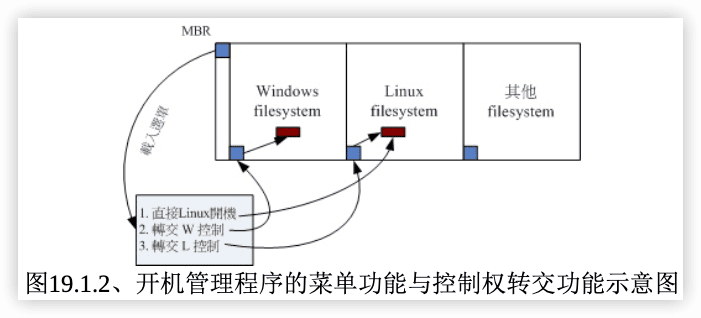 MBR
Windows
filesystem
Linux
filesystem
其他
filesystem
載入選單
1. 直接Linux開機
2. 轉交 W 控制
3. 轉交 L 控制
图19.1.2、开机管理程序的菜单功能与控制权转交功能示意图